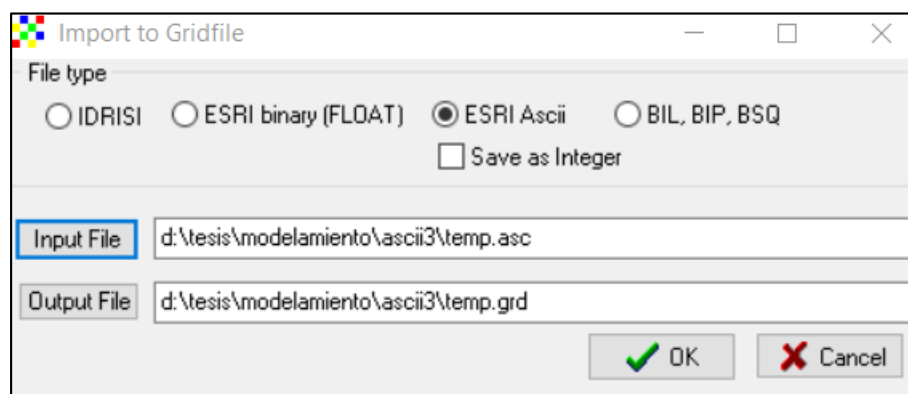 Import to Gridfile
File type
IDRISI ESRI binary (FLOAT) ESRI Ascii BIL, BIP, BSQ
Save as Integer
Input File d:\tesis\modelamiento\ascii3\temp.asc
Output File d:\tesis\modelamiento\ascii3\temp.grd
OK Cancel